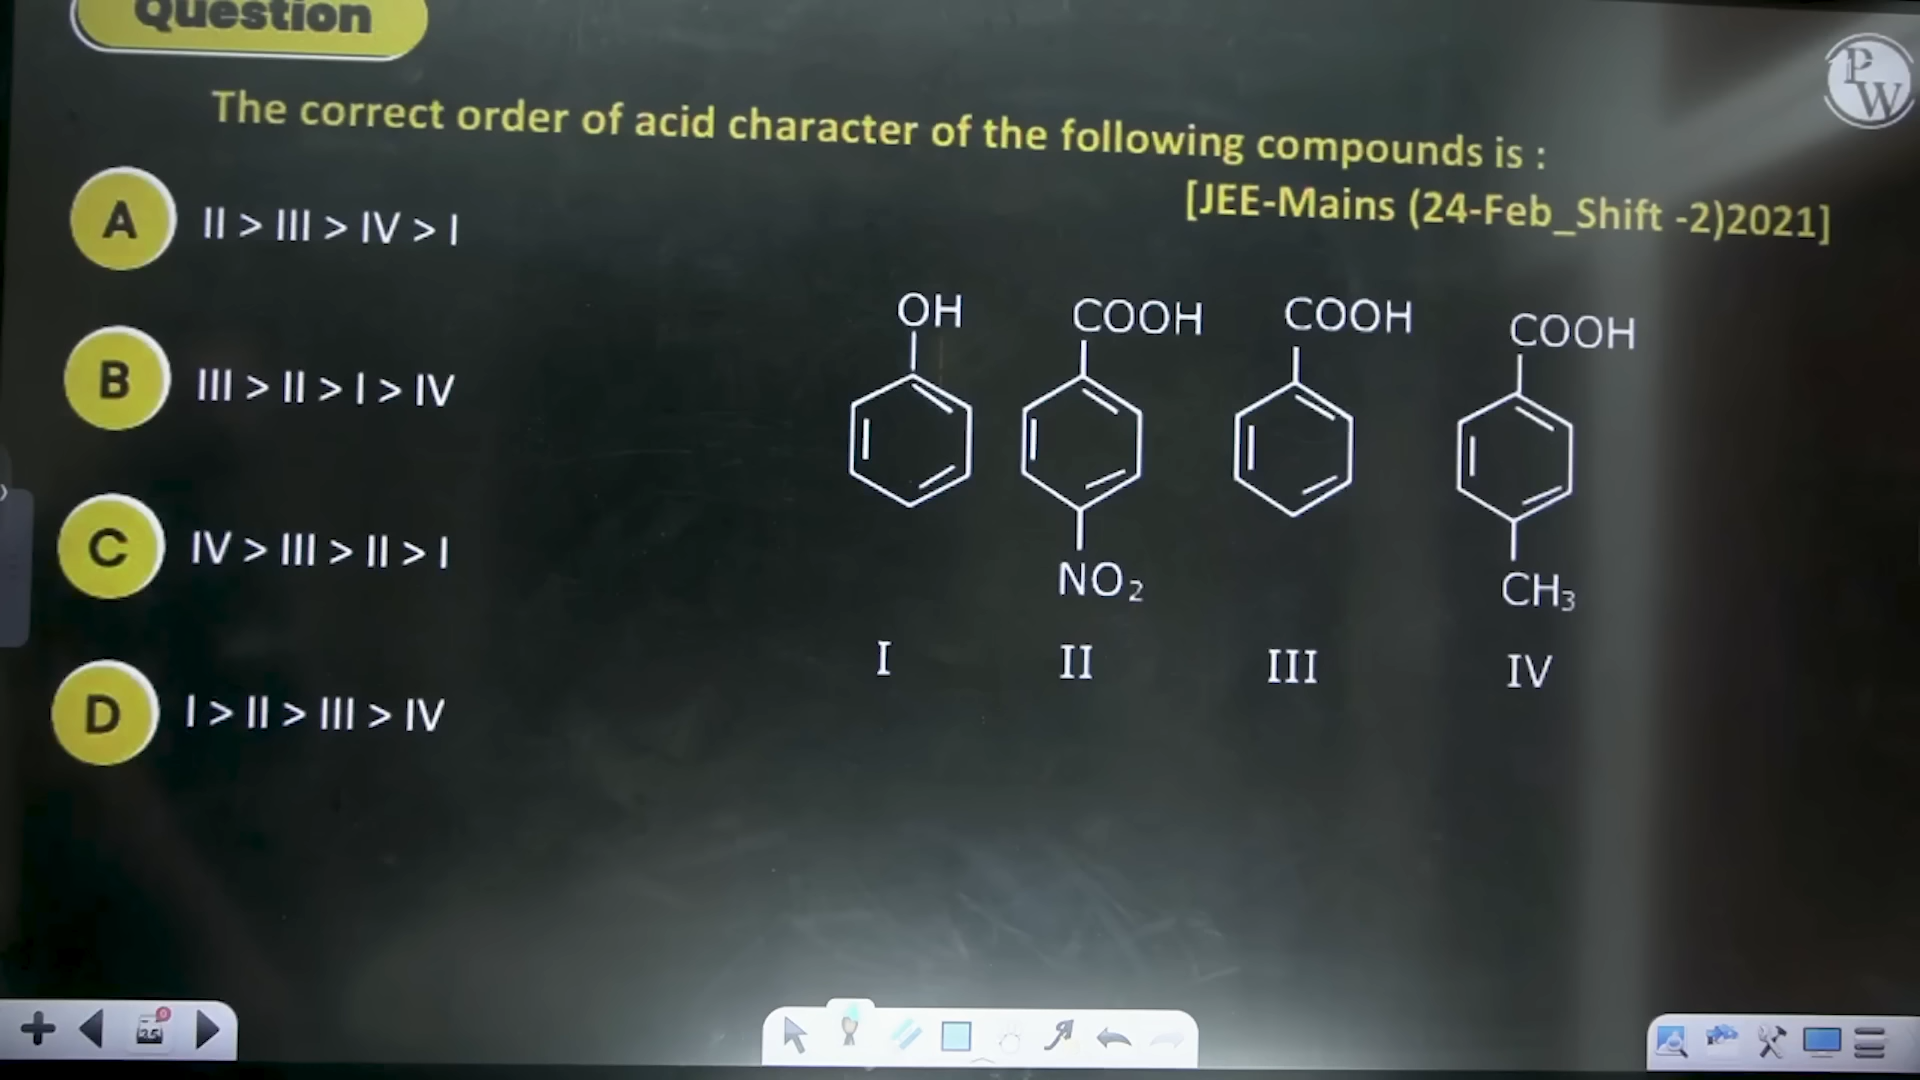 Question
The correct order of acid character of the following compounds is :
[JEE-Mains (24-Feb_Shift -2)2021]
A II > III > IV > I
B III > II > I > IV
C IV > III > II > I
D I > II > III > IV
OH COOH COOH COOH
NO₂ CH₃
I II III IV
PW